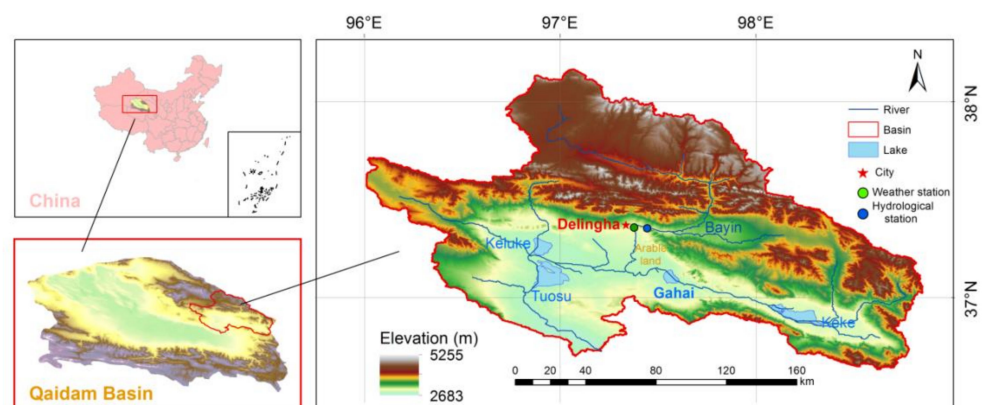 96°E 97°E 98°E
N
38°N
River
Basin
Lake
City
Weather station
Hydrological
station
China
Delingha
Bayin
Keluke
Arable
land
Tuosu
Gahai
37°N
Keke
Elevation (m)
5255
2683
0 20 40 80 120 160
km
Qaidam Basin